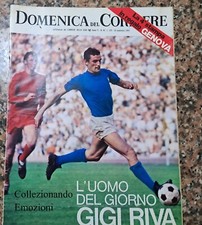 DOMENICA DEL CORRIERE
GENOVA
Collezionando
Emozioni
L'UOMO
DEL GIORNO
GIGI RIVA